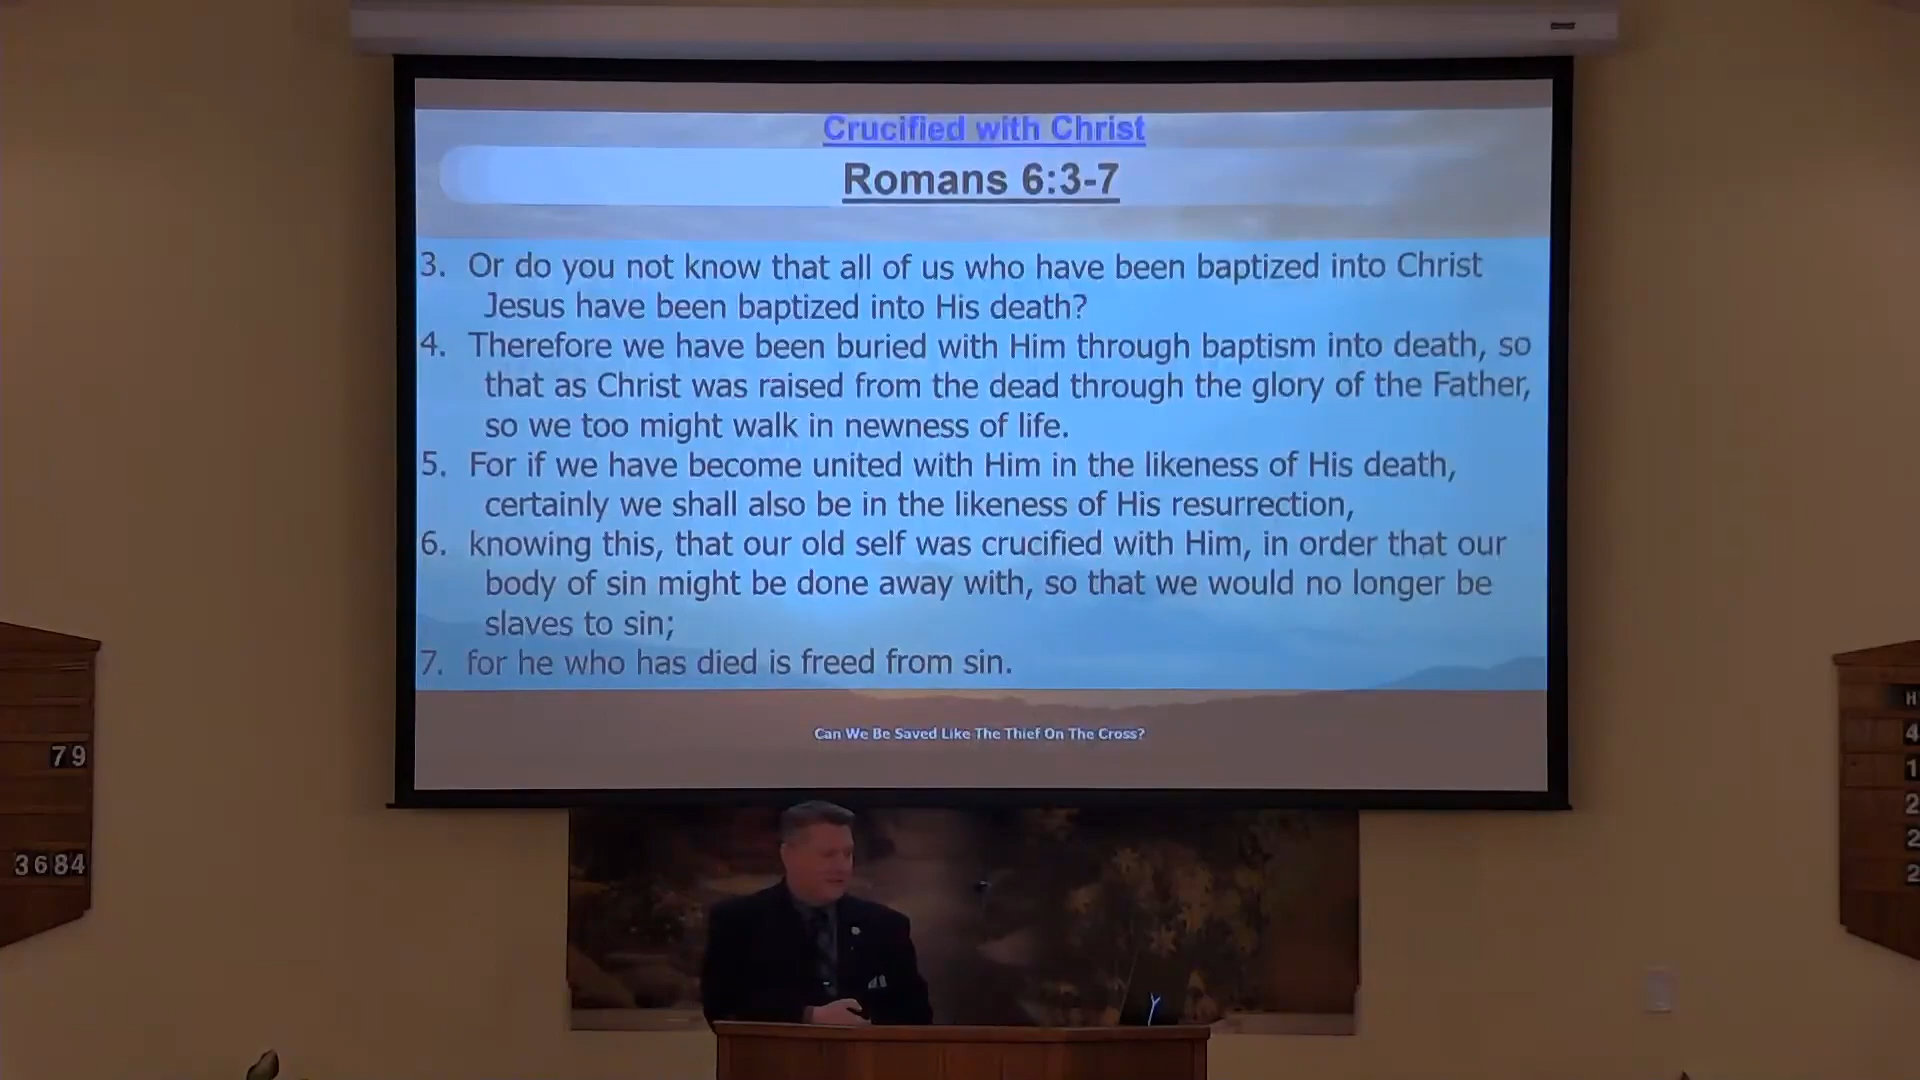 Crucified with Christ
Romans 6:3-7
3. Or do you not know that all of us who have been baptized into Christ
Jesus have been baptized into His death?
4. Therefore we have been buried with Him through baptism into death, so
that as Christ was raised from the dead through the glory of the Father,
so we too might walk in newness of life.
5. For if we have become united with Him in the likeness of His death,
certainly we shall also be in the likeness of His resurrection,
6. knowing this, that our old self was crucified with Him, in order that our
body of sin might be done away with, so that we would no longer be
slaves to sin;
7. for he who has died is freed from sin.
Can We Be Saved Like The Thief On The Cross?
79
3684
H
4
1
2
2
2